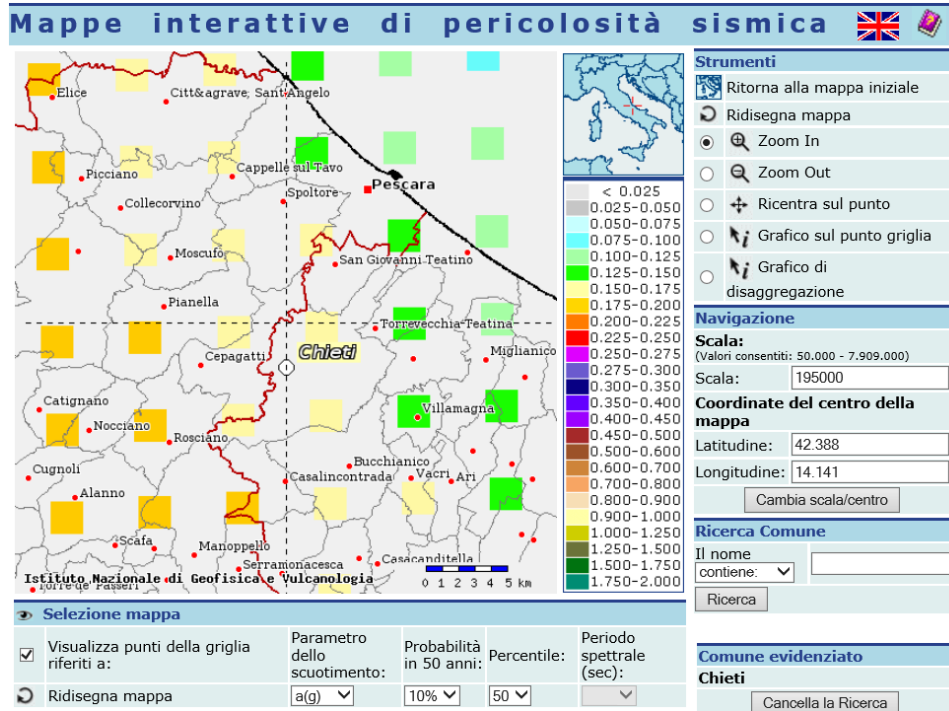 Mappe interattive di pericolosità sismica
Elice
Citt&agrave; Sant'Angelo
Picciano
Cappelle sul Tavo
Pescara
Collecorvino
Spoltore
Moscufo
San Giovanni Teatino
Pianella
Torrevecchia Teatina
Chieti
Miglianico
Cepagatti
Catignano
Villamagna
Nocciano
Rosciano
Bucchianico
Cugnoli
Casalincontrada
Vacri
Ari
Alanno
Scafa
Manoppello
Serramonacesca
Casacanditella
Istituto Nazionale di Geofisica e Vulcanologia
Torre de' Passeri
0 1 2 3 4 5 km
< 0.025
0.025-0.050
0.050-0.075
0.075-0.100
0.100-0.125
0.125-0.150
0.150-0.175
0.175-0.200
0.200-0.225
0.225-0.250
0.250-0.275
0.275-0.300
0.300-0.350
0.350-0.400
0.400-0.450
0.450-0.500
0.500-0.600
0.600-0.700
0.700-0.800
0.800-0.900
0.900-1.000
1.000-1.250
1.250-1.500
1.500-1.750
1.750-2.000
Strumenti
Ritorna alla mappa iniziale
Ridisegna mappa
Zoom In
Zoom Out
Ricentra sul punto
Grafico sul punto griglia
Grafico di
disaggregazione
Navigazione
Scala:
(Valori consentiti: 50.000 - 7.909.000)
Scala: 195000
Coordinate del centro della
mappa
Latitudine: 42.388
Longitudine: 14.141
Cambia scala/centro
Ricerca Comune
Il nome
contiene:
Ricerca
Comune evidenziato
Chieti
Cancella la Ricerca
Selezione mappa
Visualizza punti della griglia
riferiti a:
Parametro
dello
scuotimento:
Probabilità
in 50 anni:
Percentile:
Periodo
spettrale
(sec):
Ridisegna mappa
a(g)
10%
50